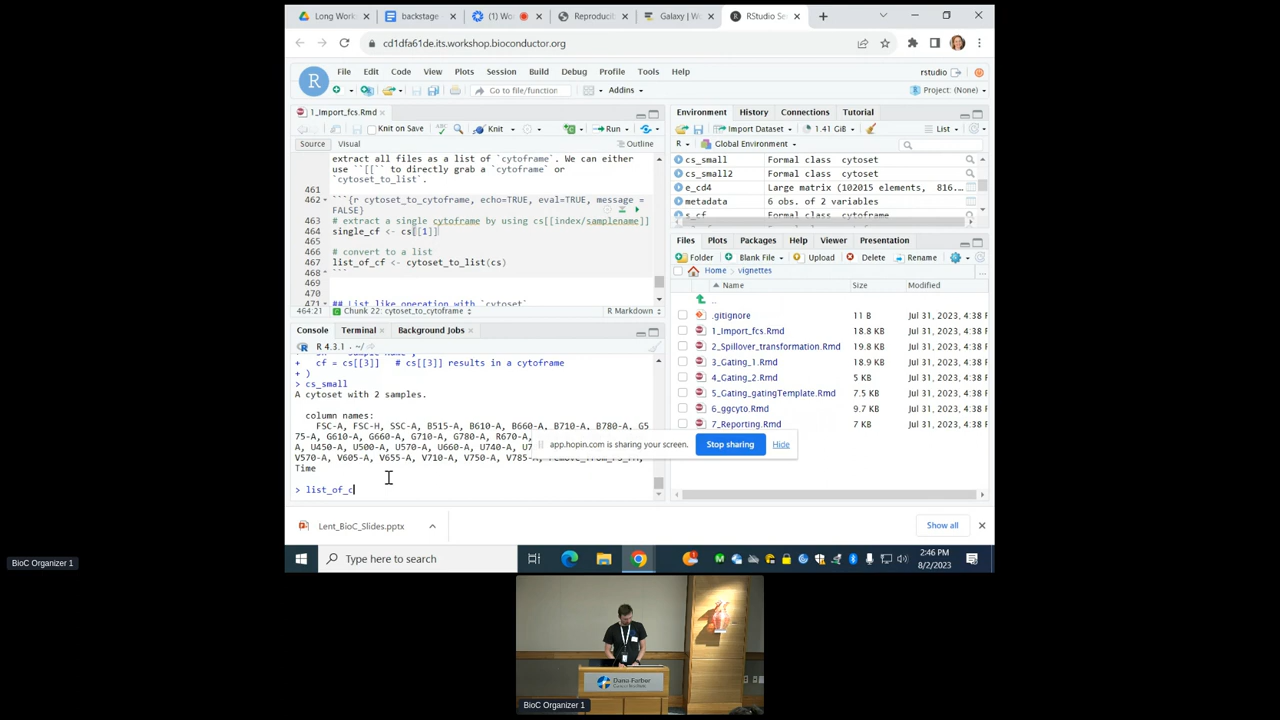 Long Work
backstage
(1) Wo
Reproducil
Galaxy | W
RStudio Se
cd1dfa61de.its.workshop.bioconductor.org
File Edit Code View Plots Session Build Debug Profile Tools Help
rstudio
Go to file/function
Addins
Project: (None)
1_Import_fcs.Rmd
Knit on Save
Knit
Run
Source Visual
Outline
extract all files as a list of `cytoframe`. We can either
use ``[[`` to directly grab a `cytoframe` or
`cytoset_to_list`.
461
462 ```{r cytoset_to_cytoframe, echo=TRUE, eval=TRUE, message =
FALSE}
463 # extract a single cytoframe by using cs[[index/samplename]]
464 single_cf <- cs[[1]]
465
466 # convert to a list
467 list_of_cf <- cytoset_to_list(cs)
468 ```
469
470
471 ## List like operation with `cytoset`
464:21 Chunk 22: cytoset_to_cytoframe R Markdown
Console Terminal Background Jobs
R 4.3.1 · ~/
+ cf = cs[[3]] # cs[[3]] results in a cytoframe
+ )
> cs_small
A cytoset with 2 samples.
column names:
FSC-A, FSC-H, SSC-A, B515-A, B610-A, B660-A, B710-A, B780-A, G5
75-A, G610-A, G660-A, G710-A, G780-A, R670-A,
A, U450-A, U500-A, U570-A, U660-A, U740-A, U7
V570-A, V605-A, V655-A, V710-A, V750-A, V785-A,
Time
> list_of_c
Environment History Connections Tutorial
Import Dataset
1.41 GiB
List
R
Global Environment
cs_small Formal class cytoset
cs_small2 Formal class cytoset
e_cd4 Large matrix (102015 elements, 816...
metadata 6 obs. of 2 variables
s_cf Formal class cytoframe
Files Plots Packages Help Viewer Presentation
Folder Blank File Upload Delete Rename
Home vignettes
Name Size Modified
..
.gitignore 11 B Jul 31, 2023, 4:38 P
1_Import_fcs.Rmd 18.8 KB Jul 31, 2023, 4:38 P
2_Spillover_transformation.Rmd 19.8 KB Jul 31, 2023, 4:38 P
3_Gating_1.Rmd 18.9 KB Jul 31, 2023, 4:38 P
4_Gating_2.Rmd 5 KB Jul 31, 2023, 4:38 P
5_Gating_gatingTemplate.Rmd 7.5 KB Jul 31, 2023, 4:38 P
6_ggcyto.Rmd 9.7 KB Jul 31, 2023, 4:38 P
7_Reporting.Rmd 7 KB Jul 31, 2023, 4:38 P
app.hopin.com is sharing your screen.
Stop sharing
Hide
Lent_BioC_Slides.pptx
Show all
Type here to search
2:46 PM
8/2/2023
BioC Organizer 1
Dana Farber
BioC Organizer 1